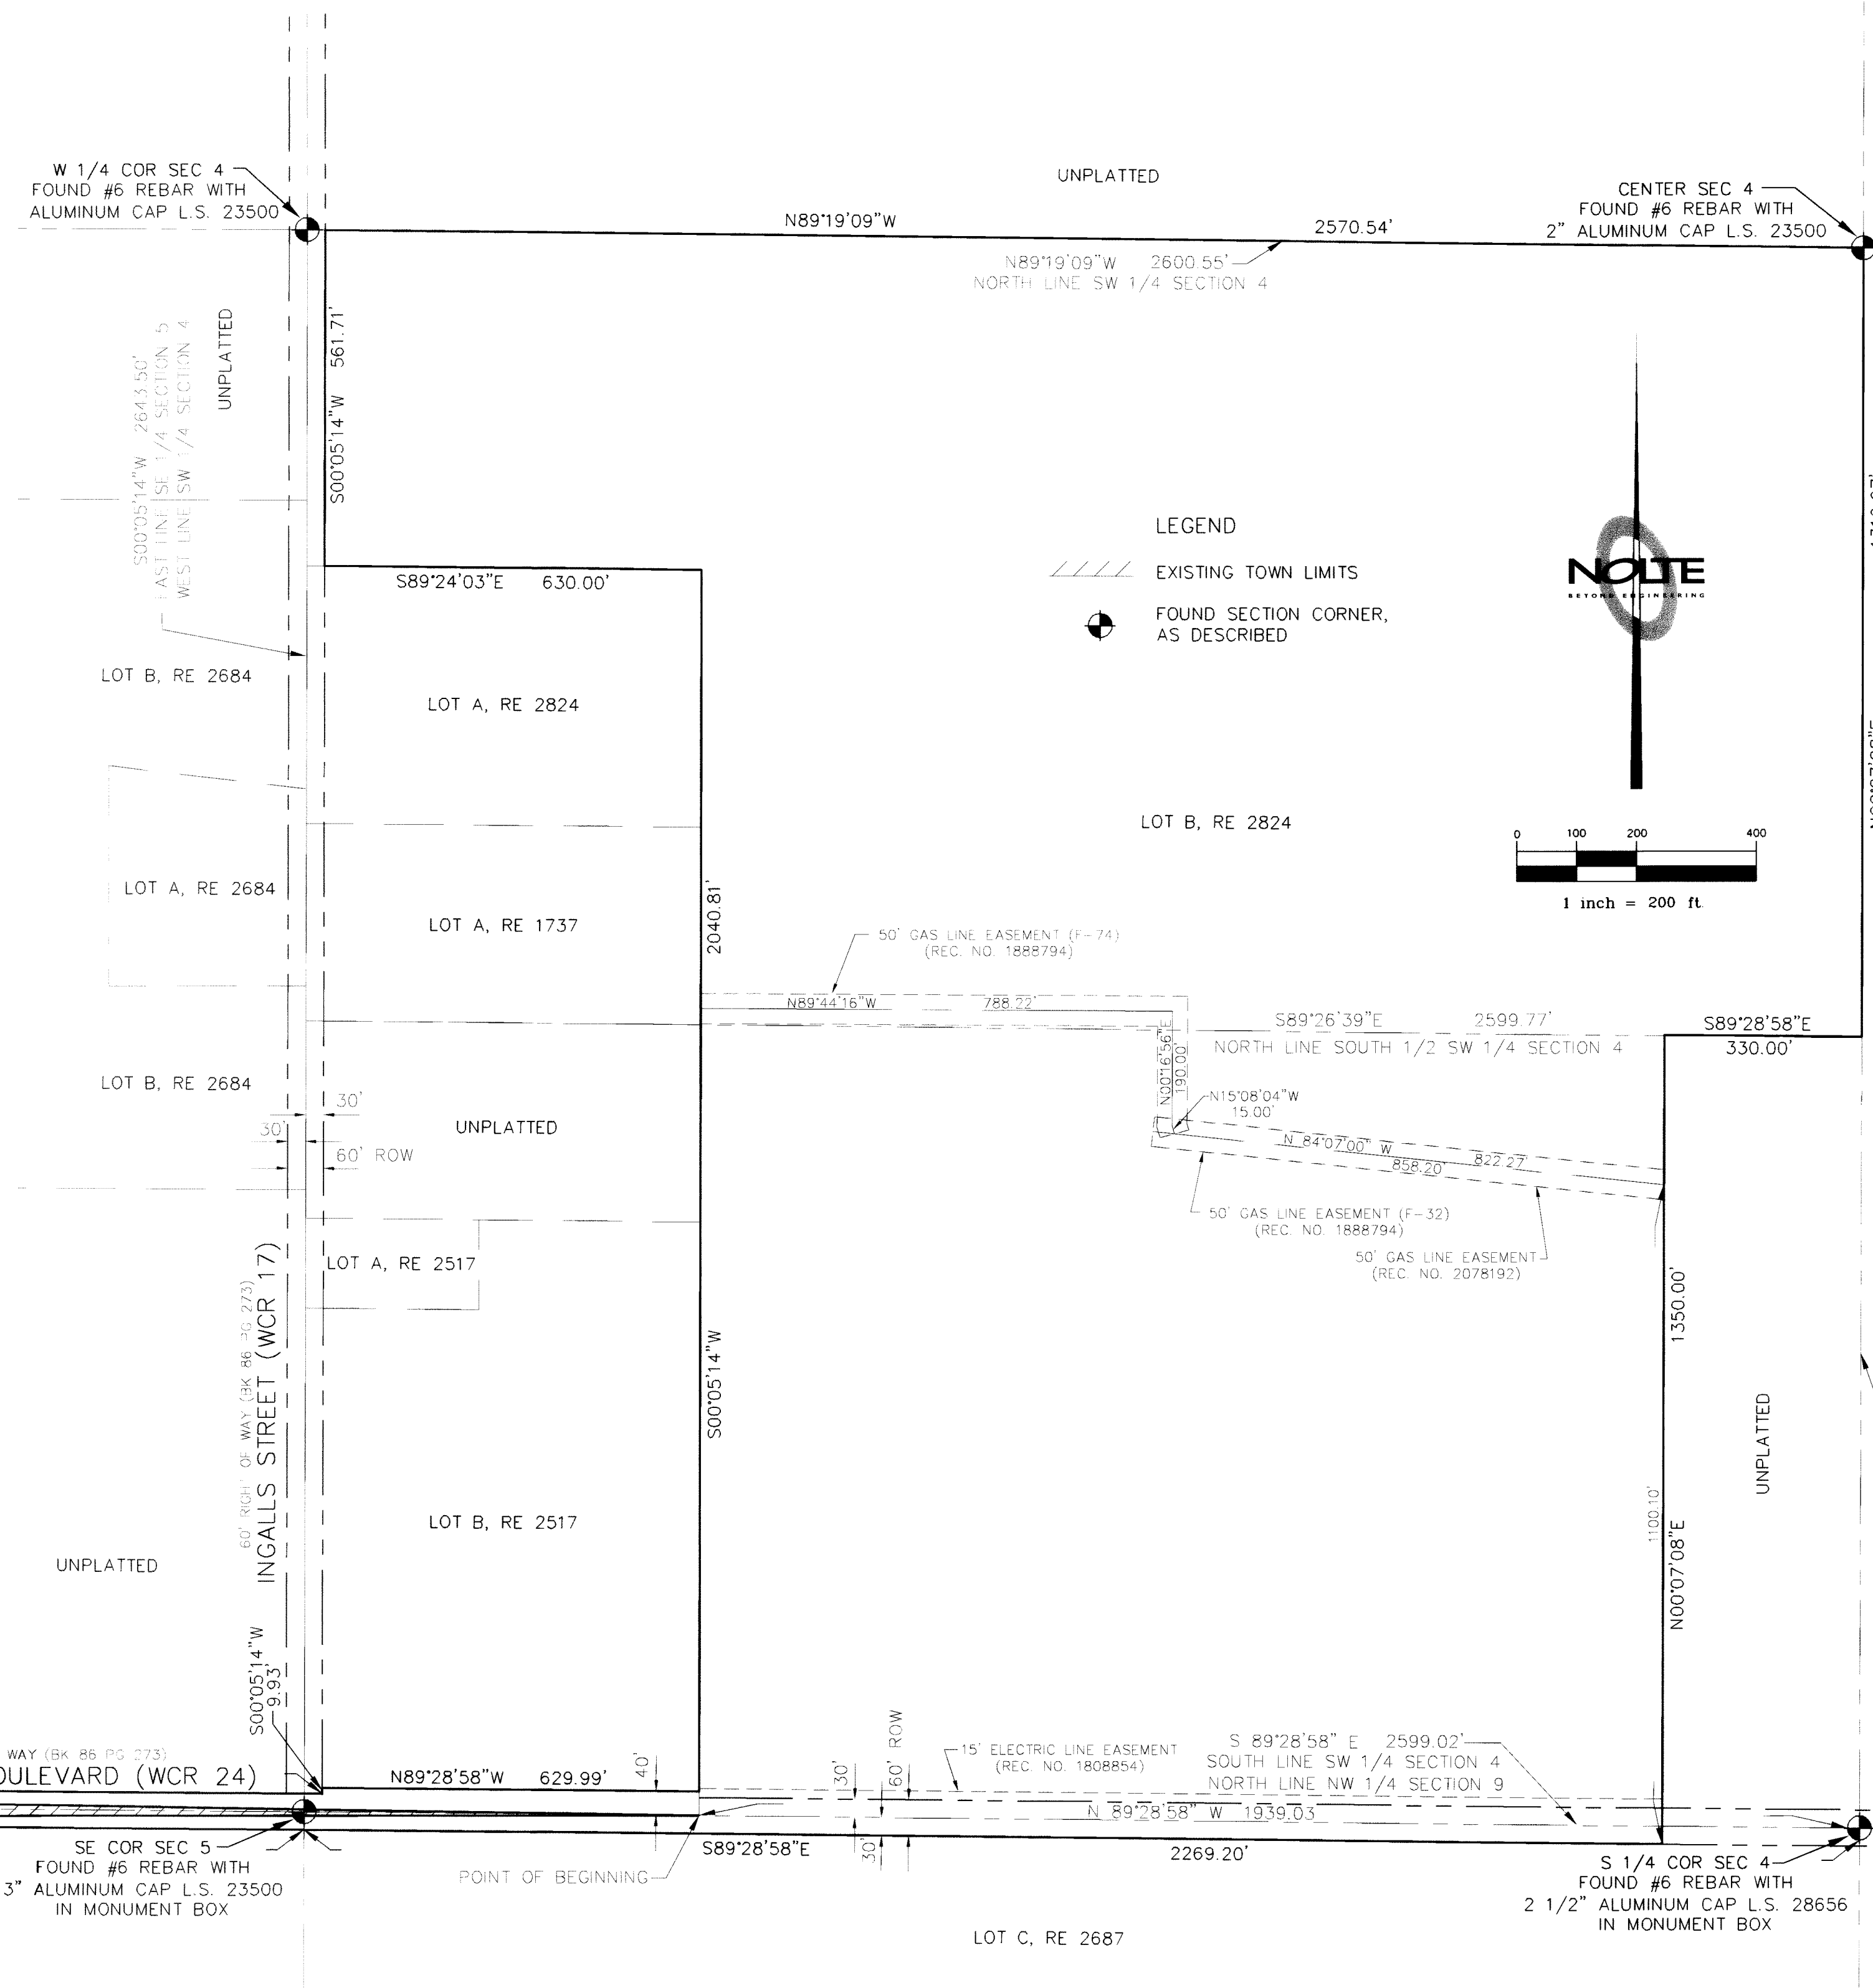 UNPLATTED
W 1/4 COR SEC 4
FOUND #6 REBAR WITH
ALUMINUM CAP L.S. 23500
CENTER SEC 4
FOUND #6 REBAR WITH
2" ALUMINUM CAP L.S. 23500
N89°19'09"W 2570.54'
N89°19'09"W 2600.55'
NORTH LINE SW 1/4 SECTION 4
UNPLATTED
S00°05'14"W 2643.50'
EAST LINE SE 1/4 SECTION 5
WEST LINE SW 1/4 SECTION 4
S00°05'14"W 561.71'
LEGEND
EXISTING TOWN LIMITS
FOUND SECTION CORNER,
AS DESCRIBED
NOLTE
BEYOND ENGINEERING
S89°24'03"E 630.00'
LOT B, RE 2684
LOT A, RE 2824
LOT B, RE 2824
0 100 200 400
1 inch = 200 ft.
LOT A, RE 2684
LOT A, RE 1737
2040.81'
50' GAS LINE EASEMENT (F-74)
(REC. NO. 1888794)
N89°44'16"W 788.22'
S89°26'39"E 2599.77'
NORTH LINE SOUTH 1/2 SW 1/4 SECTION 4
S89°28'58"E
330.00'
N00°16'56"E
190.00'
LOT B, RE 2684
30'
30'
60' ROW
UNPLATTED
N15°08'04"W
15.00'
N 84°07'00" W 822.27'
858.20'
50' GAS LINE EASEMENT (F-32)
(REC. NO. 1888794)
50' GAS LINE EASEMENT
(REC. NO. 2078192)
LOT A, RE 2517
60' RIGHT OF WAY (BK 86 PG 273)
INGALLS STREET (WCR 17)
S00°05'14"W
1350.00'
N00°07'08"E
1100.10'
UNPLATTED
LOT B, RE 2517
UNPLATTED
S00°05'14"W
9.93'
WAY (BK 86 PG 273)
OULEVARD (WCR 24)
N89°28'58"W 629.99'
40'
30'
60' ROW
30'
15' ELECTRIC LINE EASEMENT
(REC. NO. 1808854)
S 89°28'58" E 2599.02'
SOUTH LINE SW 1/4 SECTION 4
NORTH LINE NW 1/4 SECTION 9
N 89°28'58" W 1939.03
S89°28'58"E 2269.20'
SE COR SEC 5
FOUND #6 REBAR WITH
3" ALUMINUM CAP L.S. 23500
IN MONUMENT BOX
POINT OF BEGINNING
S 1/4 COR SEC 4
FOUND #6 REBAR WITH
2 1/2" ALUMINUM CAP L.S. 28656
IN MONUMENT BOX
LOT C, RE 2687